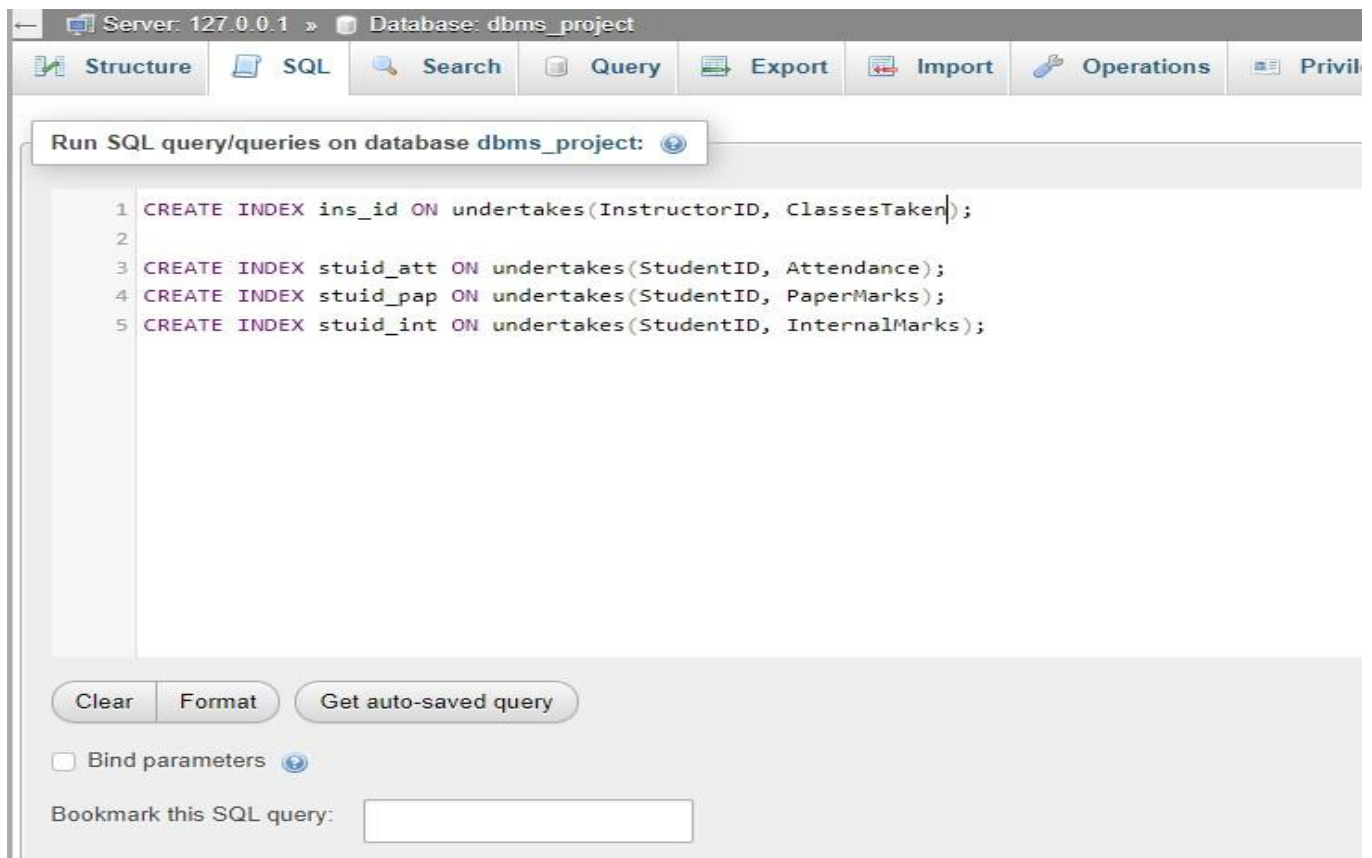 ← Server: 127.0.0.1 » Database: dbms_project
Structure SQL Search Query Export Import Operations Privil
Run SQL query/queries on database dbms_project:
1 CREATE INDEX ins_id ON undertakes(InstructorID, ClassesTaken);
2
3 CREATE INDEX stuid_att ON undertakes(StudentID, Attendance);
4 CREATE INDEX stuid_pap ON undertakes(StudentID, PaperMarks);
5 CREATE INDEX stuid_int ON undertakes(StudentID, InternalMarks);
Clear Format Get auto-saved query
Bind parameters
Bookmark this SQL query: